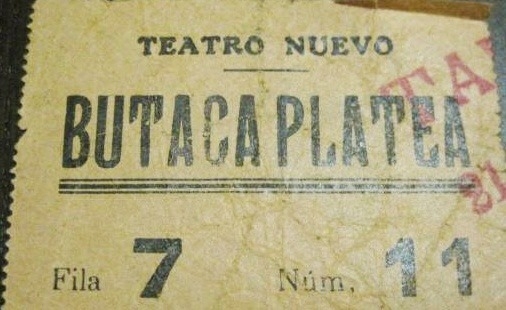 TEATRO NUEVO
BUTACA PLATEA
Fila 7 Núm. 11